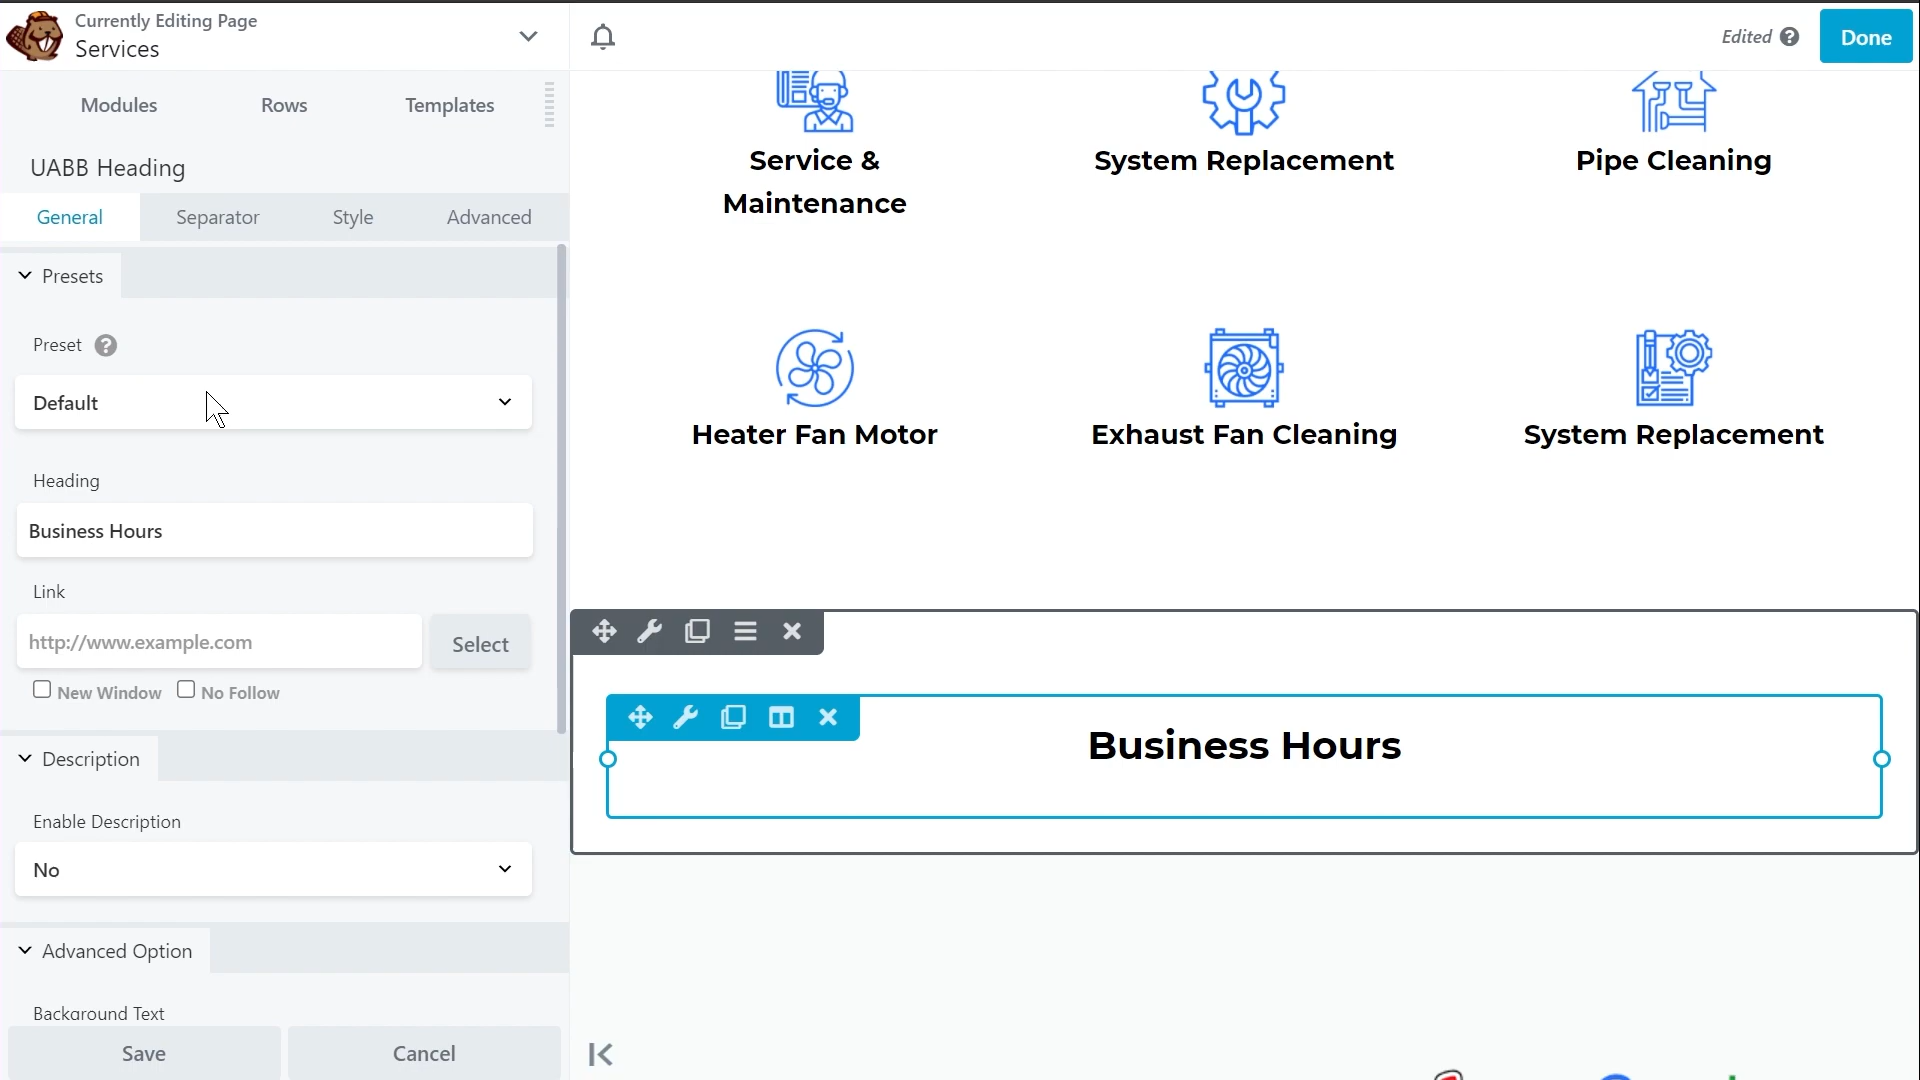 Currently Editing Page
Services
Edited
Done
Modules
Rows
Templates
UABB Heading
General
Separator
Style
Advanced
Presets
Preset
Default
Heading
Business Hours
Link
http://www.example.com
Select
New Window
No Follow
Description
Enable Description
No
Advanced Option
Background Text
Save
Cancel
Service &
Maintenance
System Replacement
Pipe Cleaning
Heater Fan Motor
Exhaust Fan Cleaning
System Replacement
Business Hours